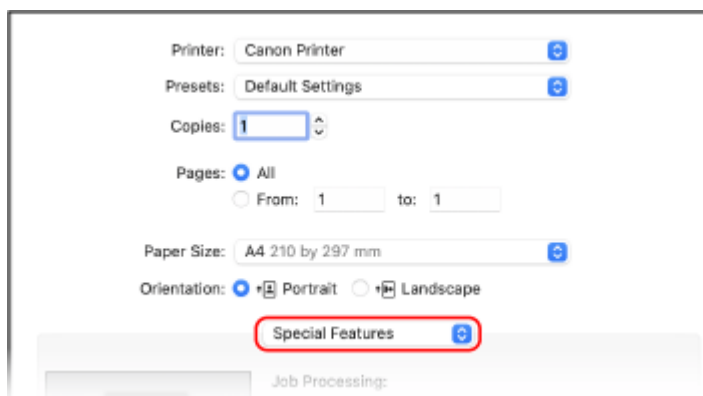 Printer: Canon Printer
Presets: Default Settings
Copies: 1
Pages: All
From: 1 to: 1
Paper Size: A4 210 by 297 mm
Orientation: Portrait Landscape
Special Features
Job Processing: